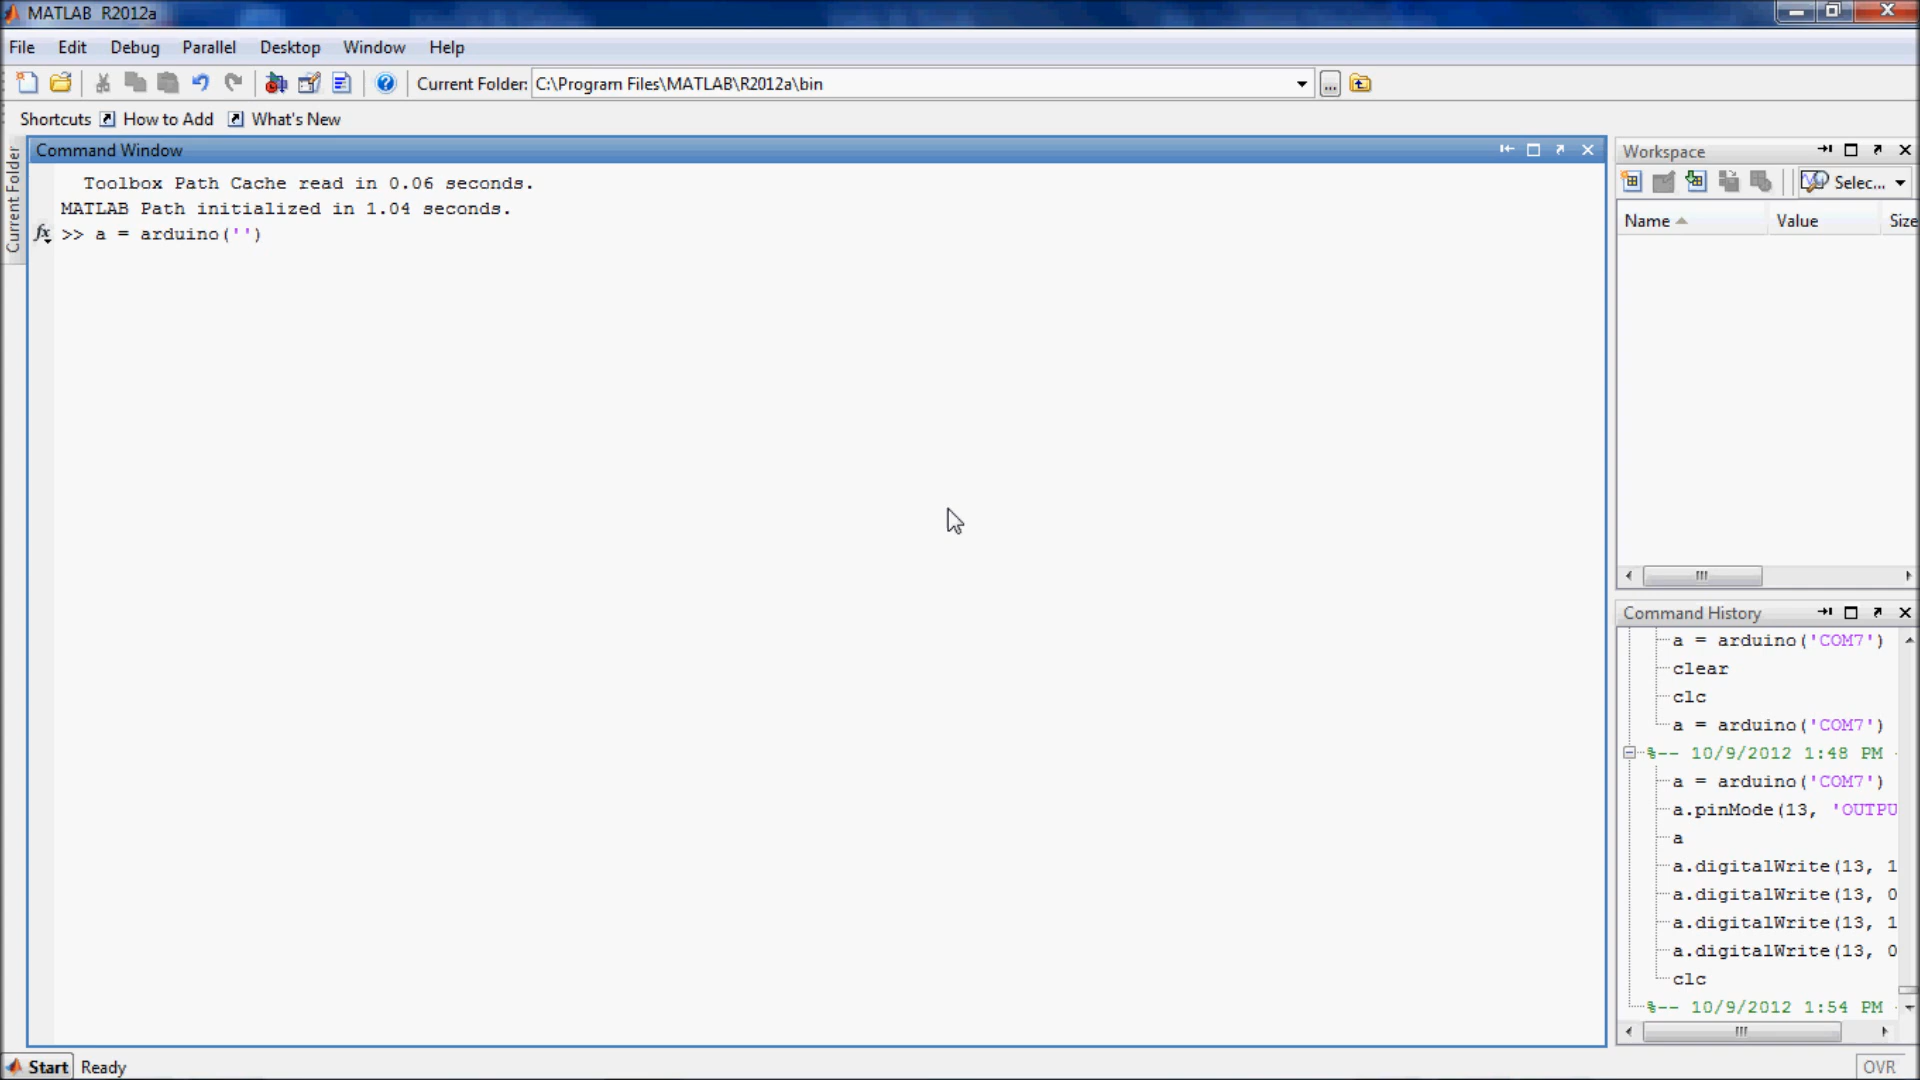 MATLAB R2012a
File Edit Debug Parallel Desktop Window Help
Current Folder: C:\Program Files\MATLAB\R2012a\bin ...
Shortcuts How to Add What's New
Current Folder
Command Window
Toolbox Path Cache read in 0.06 seconds.
MATLAB Path initialized in 1.04 seconds.
fx >> a = arduino('')
Workspace
Selec...
Name Value Size
Command History
a = arduino('COM7')
clear
clc
a = arduino('COM7')
%-- 10/9/2012 1:48 PM -
a = arduino('COM7')
a.pinMode(13, 'OUTPU
a
a.digitalWrite(13, 1
a.digitalWrite(13, 0
a.digitalWrite(13, 1
a.digitalWrite(13, 0
clc
%-- 10/9/2012 1:54 PM -
Start Ready
OVR